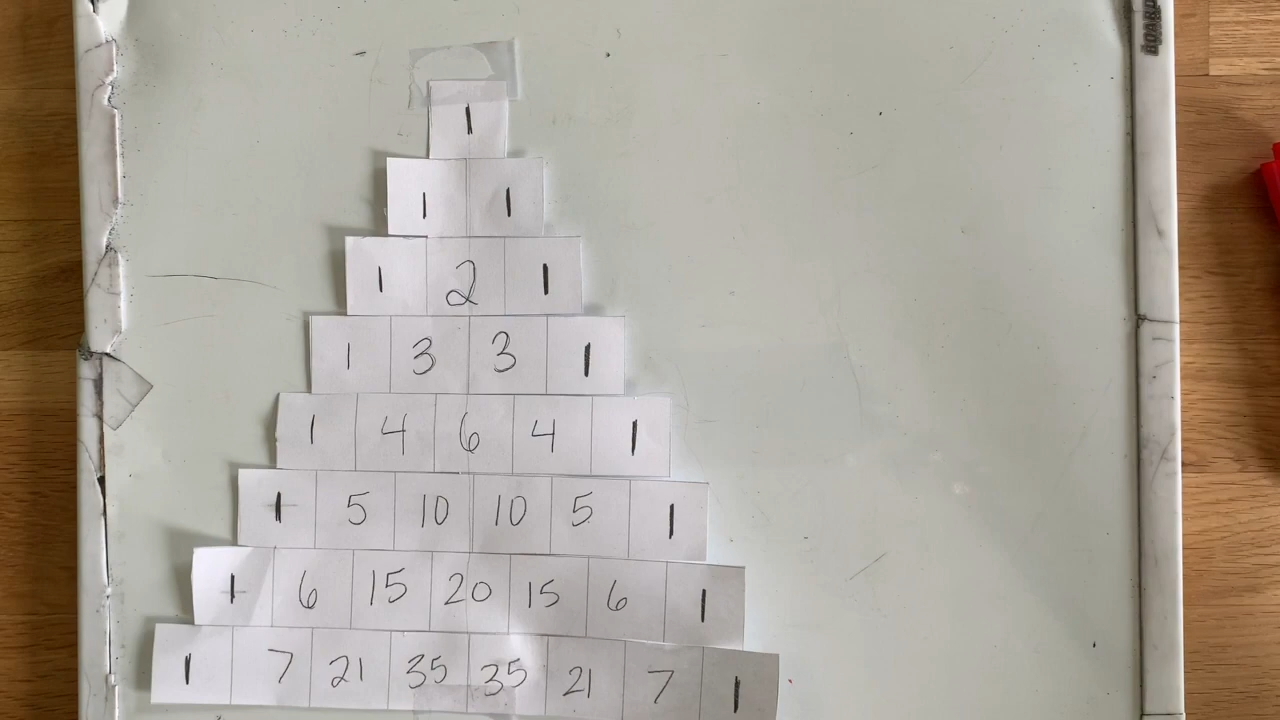 BOARD
1
1 1
1 2 1
1 3 3 1
1 4 6 4 1
1 5 10 10 5 1
1 6 15 20 15 6 1
1 7 21 35 35 21 7 1